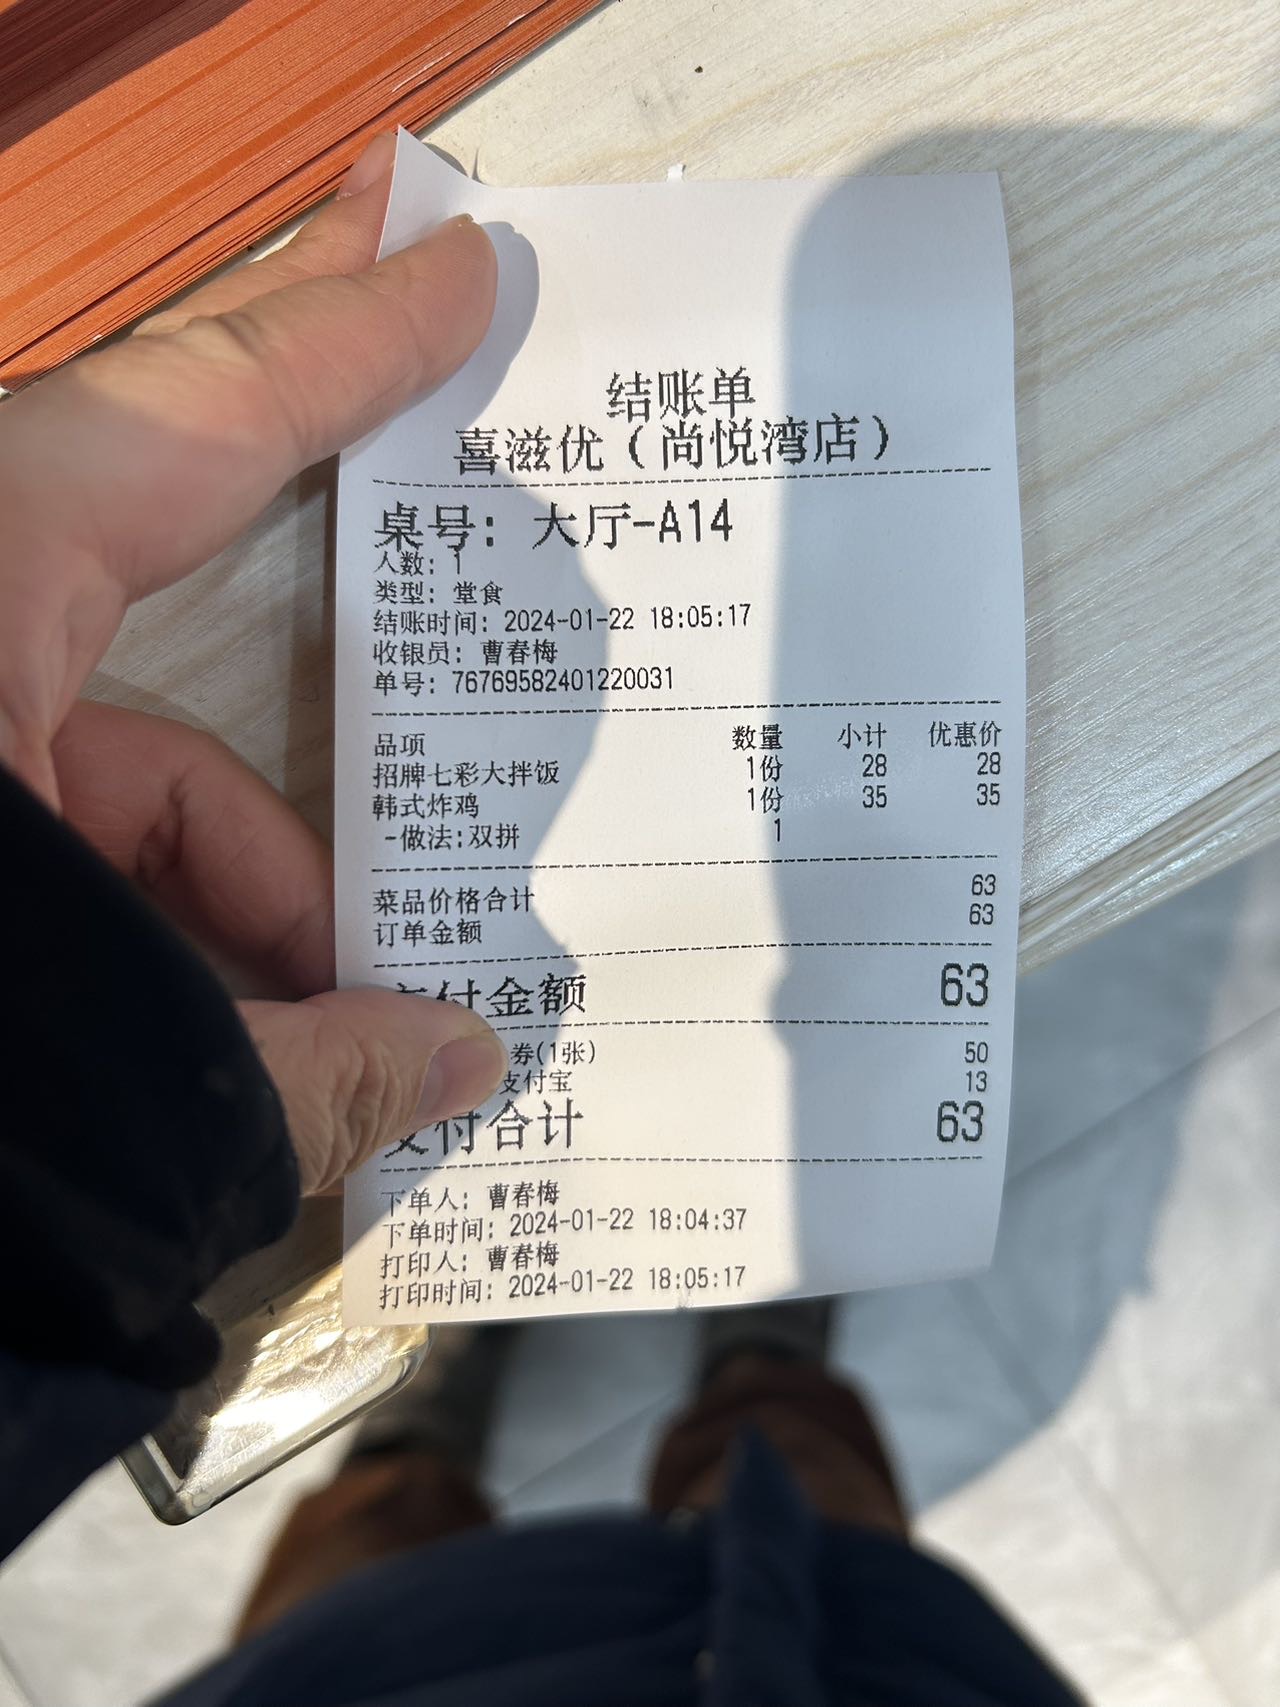 结账单
喜滋优（尚悦湾店）
桌号: 大厅-A14
人数: 1
类型: 堂食
结账时间: 2024-01-22 18:05:17
收银员: 曹春梅
单号: 76769582401220031
品项 数量 小计 优惠价
招牌七彩大拌饭 1份 28 28
韩式炸鸡 1份 35 35
-做法:双拼 1
菜品价格合计 63
订单金额 63
付金额 63
券(1张) 50
支付宝 13
支付合计 63
下单人: 曹春梅
下单时间: 2024-01-22 18:04:37
打印人: 曹春梅
打印时间: 2024-01-22 18:05:17